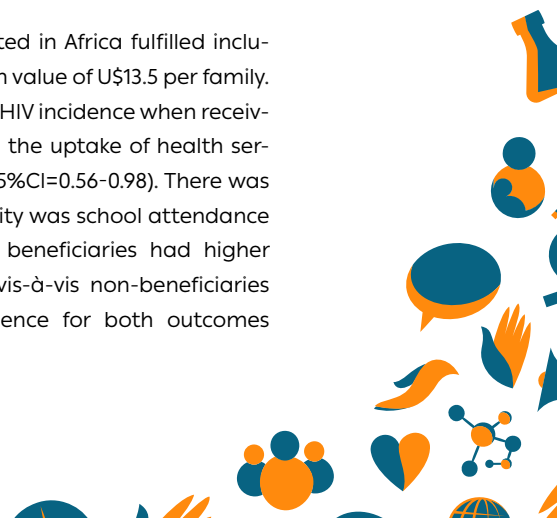 ted in Africa fulfilled inclu-
n value of U$13.5 per family.
HIV incidence when receiv-
the uptake of health ser-
5%CI=0.56-0.98). There was
ity was school attendance
beneficiaries had higher
vis-à-vis non-beneficiaries
ence for both outcomes